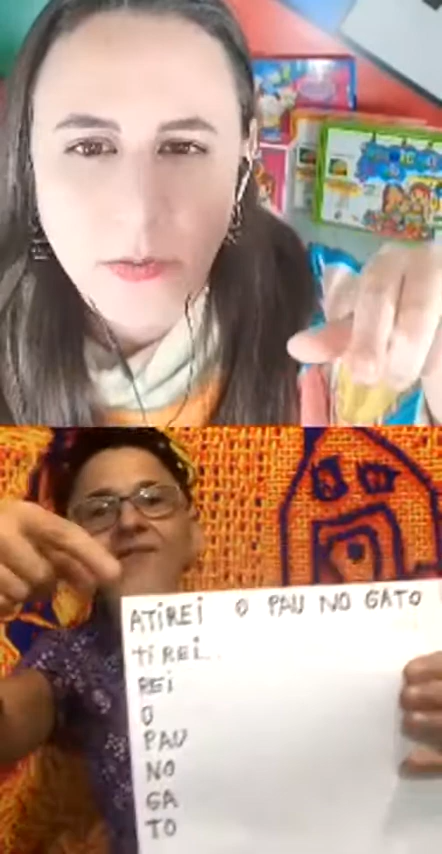 ATIREI O PAU NO GATO
TIREI
REI
O
PAU
NO
GA
TO